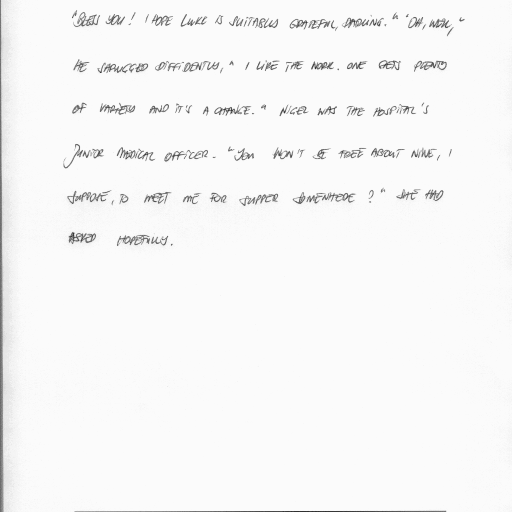 "BLESS YOU! I HOPE LUKE IS SUITABLY GRATEFUL, DARLING." "OH, WELL,"
HE SHRUGGED DIFFIDENTLY, "I LIKE THE WORK. ONE GETS PLENTY
OF VARIETY AND IT'S A CHANGE." NIGEL WAS THE HOSPITAL'S
JUNIOR MEDICAL OFFICER. "YOU WON'T BE FREE ABOUT NINE, I
SUPPOSE, TO MEET ME FOR SUPPER SOMEWHERE?" SHE HAD
ASKED HOPEFULLY.